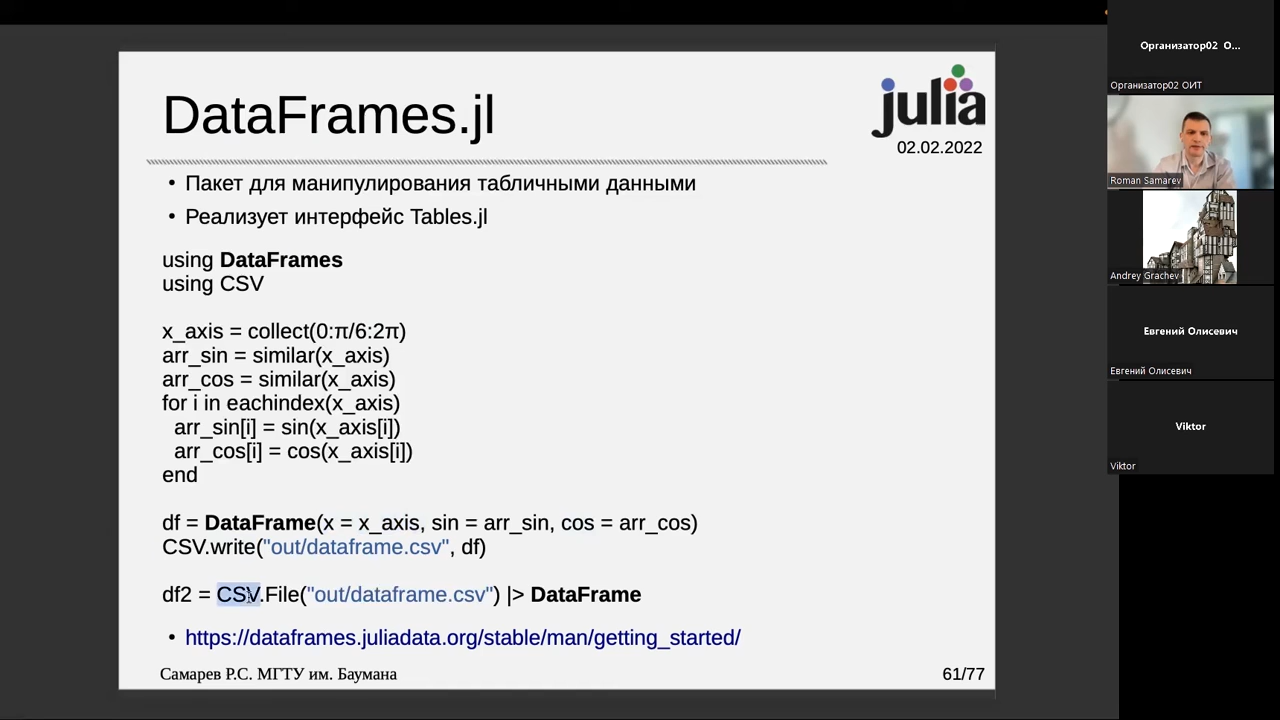 DataFrames.jl
julia
02.02.2022
• Пакет для манипулирования табличными данными
• Реализует интерфейс Tables.jl
using DataFrames
using CSV
x_axis = collect(0:π/6:2π)
arr_sin = similar(x_axis)
arr_cos = similar(x_axis)
for i in eachindex(x_axis)
  arr_sin[i] = sin(x_axis[i])
  arr_cos[i] = cos(x_axis[i])
end
df = DataFrame(x = x_axis, sin = arr_sin, cos = arr_cos)
CSV.write("out/dataframe.csv", df)
df2 = CSV.File("out/dataframe.csv") |> DataFrame
• https://dataframes.juliadata.org/stable/man/getting_started/
Самарев Р.С. МГТУ им. Баумана
61/77
Организатор02 О...
Организатор02 ОИТ
Roman Samarev
Andrey Grachev
Евгений Олисевич
Евгений Олисевич
Viktor
Viktor